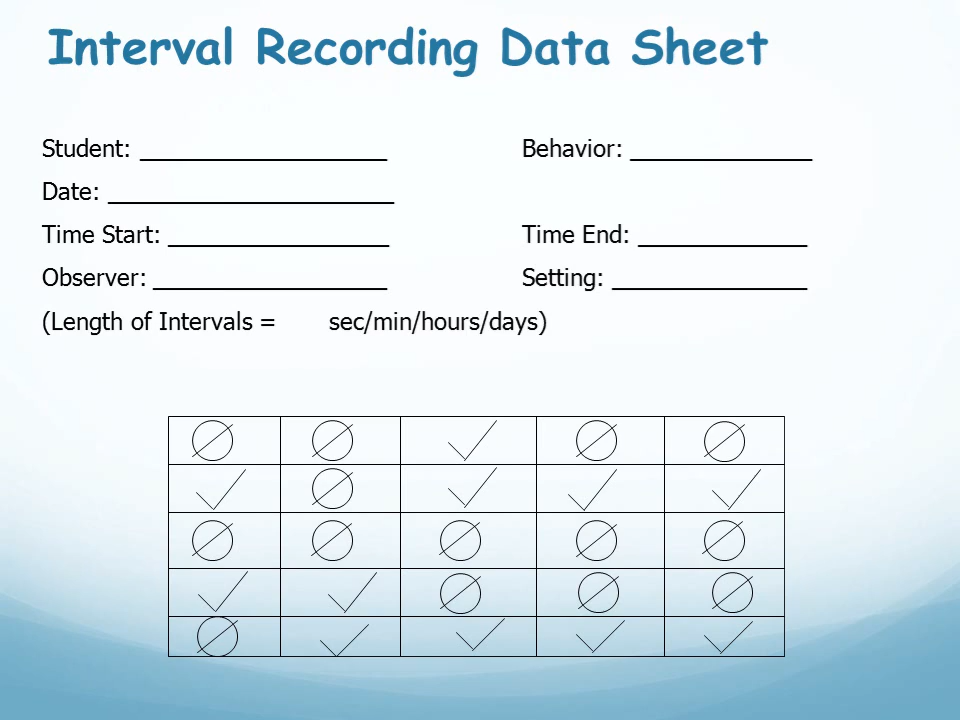 Interval Recording Data Sheet
Student: ___________________ Behavior: ______________
Date: ______________________
Time Start: _________________ Time End: _____________
Observer: __________________ Setting: _______________
(Length of Intervals = sec/min/hours/days)